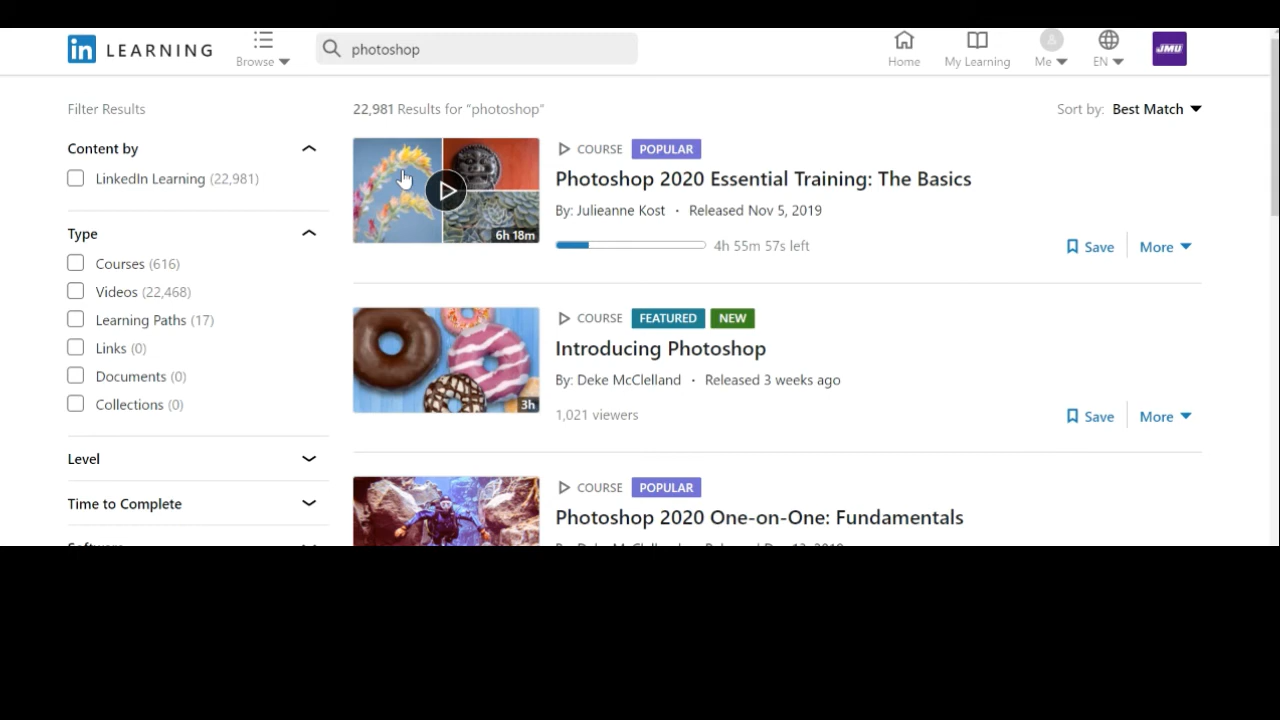 in LEARNING
Browse
photoshop
Home
My Learning
Me
EN
JMU
Filter Results
22,981 Results for “photoshop”
Sort by: Best Match
Content by
LinkedIn Learning (22,981)
Type
Courses (616)
Videos (22,468)
Learning Paths (17)
Links (0)
Documents (0)
Collections (0)
Level
Time to Complete
Software
6h 18m
COURSE POPULAR
Photoshop 2020 Essential Training: The Basics
By: Julieanne Kost · Released Nov 5, 2019
4h 55m 57s left
Save
More
3h
COURSE FEATURED NEW
Introducing Photoshop
By: Deke McClelland · Released 3 weeks ago
1,021 viewers
Save
More
COURSE POPULAR
Photoshop 2020 One-on-One: Fundamentals